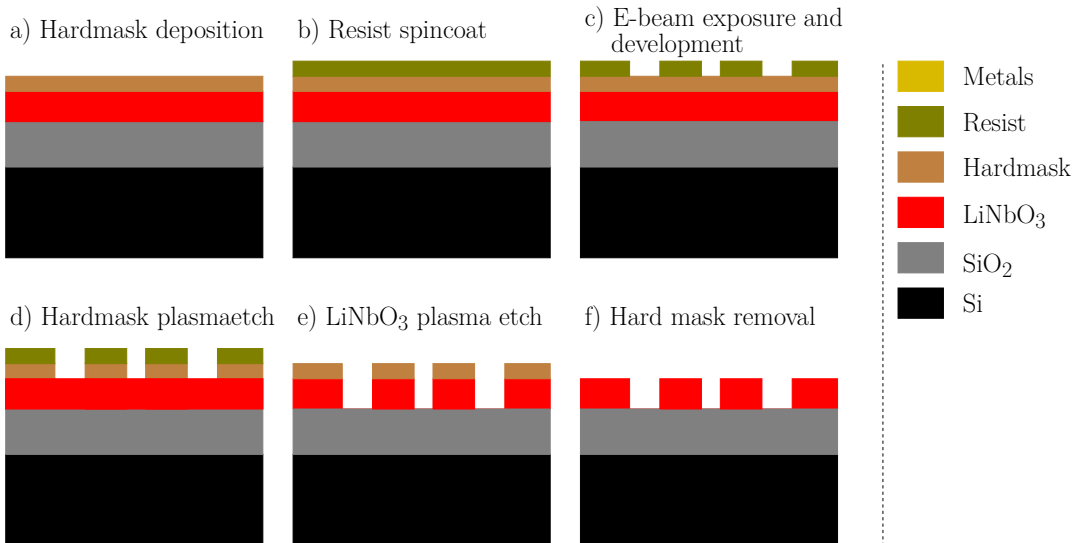 a) Hardmask deposition
b) Resist spincoat
c) E-beam exposure and
development
d) Hardmask plasmaetch
e) LiNbO₃ plasma etch
f) Hard mask removal
Metals
Resist
Hardmask
LiNbO₃
SiO₂
Si